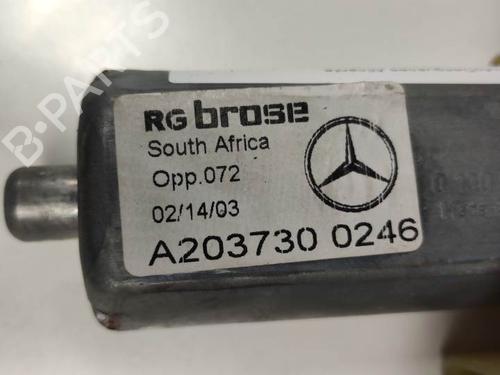 B-PARTS
RG brose
South Africa
Opp.072
02/14/03
A203730 0246